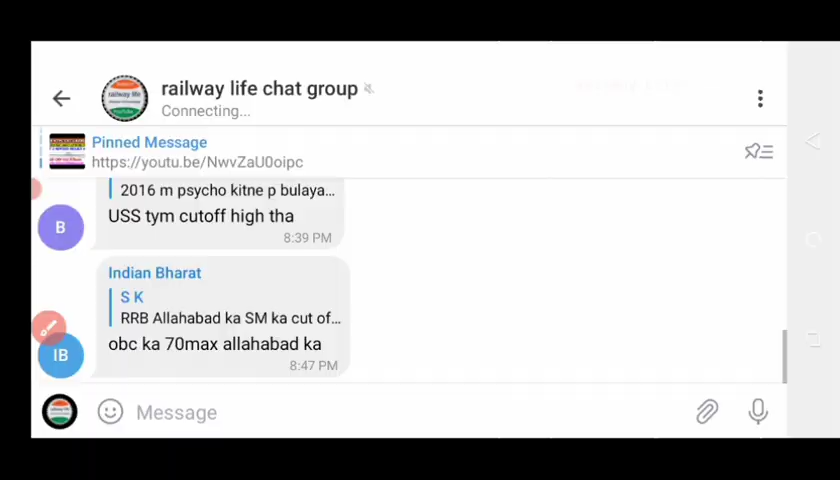 railway life chat group
Connecting...
Pinned Message
https://youtu.be/NwvZaU0oipc
2016 m psycho kitne p bulaya...
B
USS tym cutoff high tha
8:39 PM
Indian Bharat
S K
RRB Allahabad ka SM ka cut of...
IB
obc ka 70max allahabad ka
8:47 PM
Message